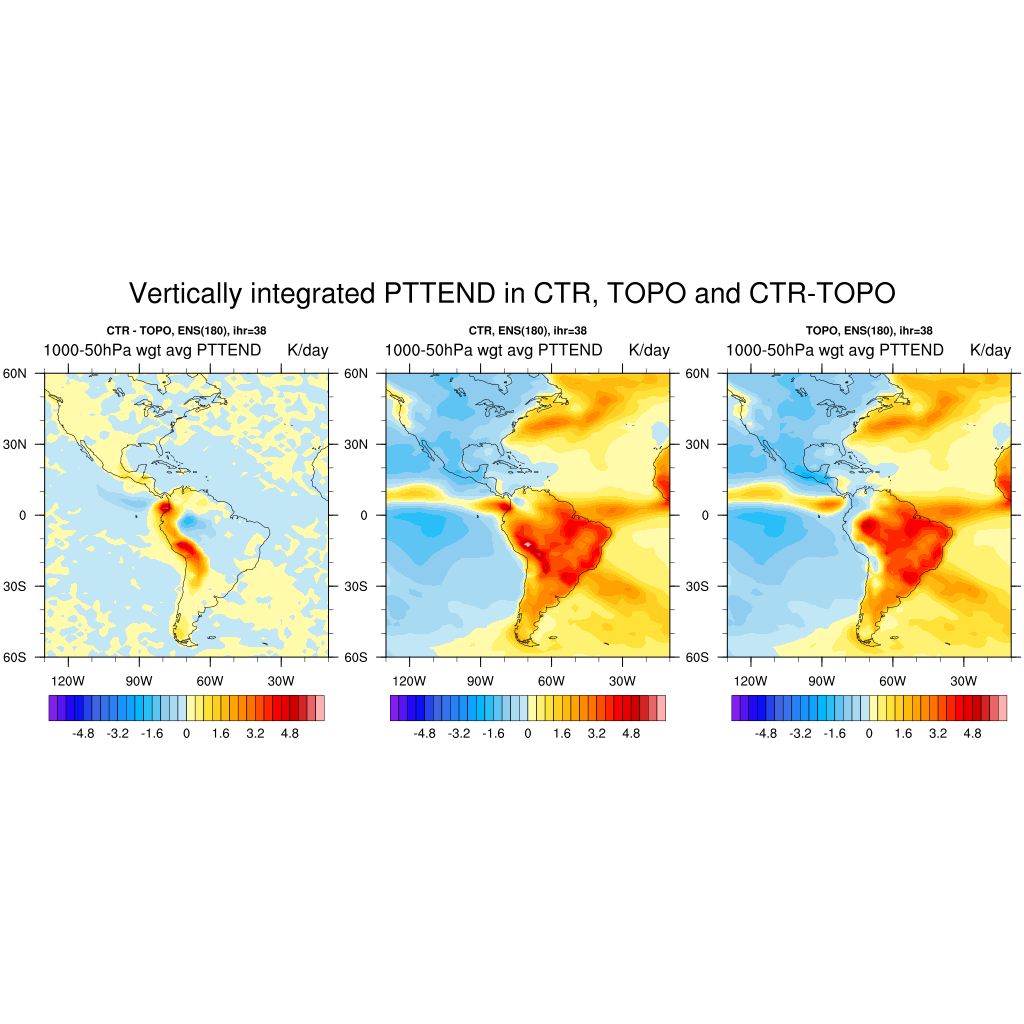 Vertically integrated PTTEND in CTR, TOPO and CTR-TOPO
CTR - TOPO, ENS(180), ihr=38
1000-50hPa wgt avg PTTEND K/day
60N
30N
0
30S
60S
120W 90W 60W 30W
-4.8 -3.2 -1.6 0 1.6 3.2 4.8
CTR, ENS(180), ihr=38
1000-50hPa wgt avg PTTEND K/day
60N
30N
0
30S
60S
120W 90W 60W 30W
-4.8 -3.2 -1.6 0 1.6 3.2 4.8
TOPO, ENS(180), ihr=38
1000-50hPa wgt avg PTTEND K/day
60N
30N
0
30S
60S
120W 90W 60W 30W
-4.8 -3.2 -1.6 0 1.6 3.2 4.8